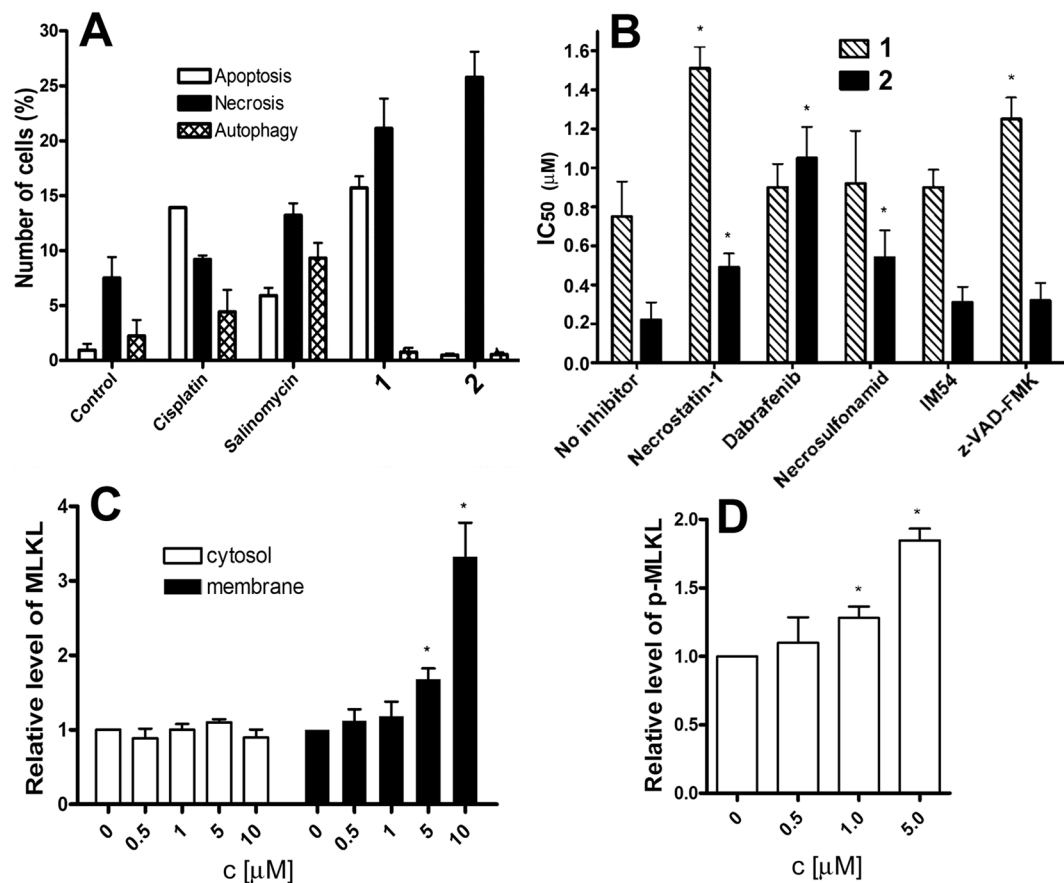 A
Number of cells (%)
30
25
20
15
10
5
0
Apoptosis
Necrosis
Autophagy
Control
Cisplatin
Salinomycin
1
2
B
IC50 (μM)
1.6
1.4
1.2
1.0
0.8
0.6
0.4
0.2
0.0
1
2
*
*
*
*
*
No inhibitor
Necrostatin-1
Dabrafenib
Necrosulfonamid
IM54
z-VAD-FMK
C
Relative level of MLKL
4
3
2
1
0
cytosol
membrane
*
*
0
0.5
1
5
10
0
0.5
1
5
10
c [μM]
D
Relative level of p-MLKL
2.0
1.5
1.0
0.5
0.0
*
*
0
0.5
1.0
5.0
c [μM]